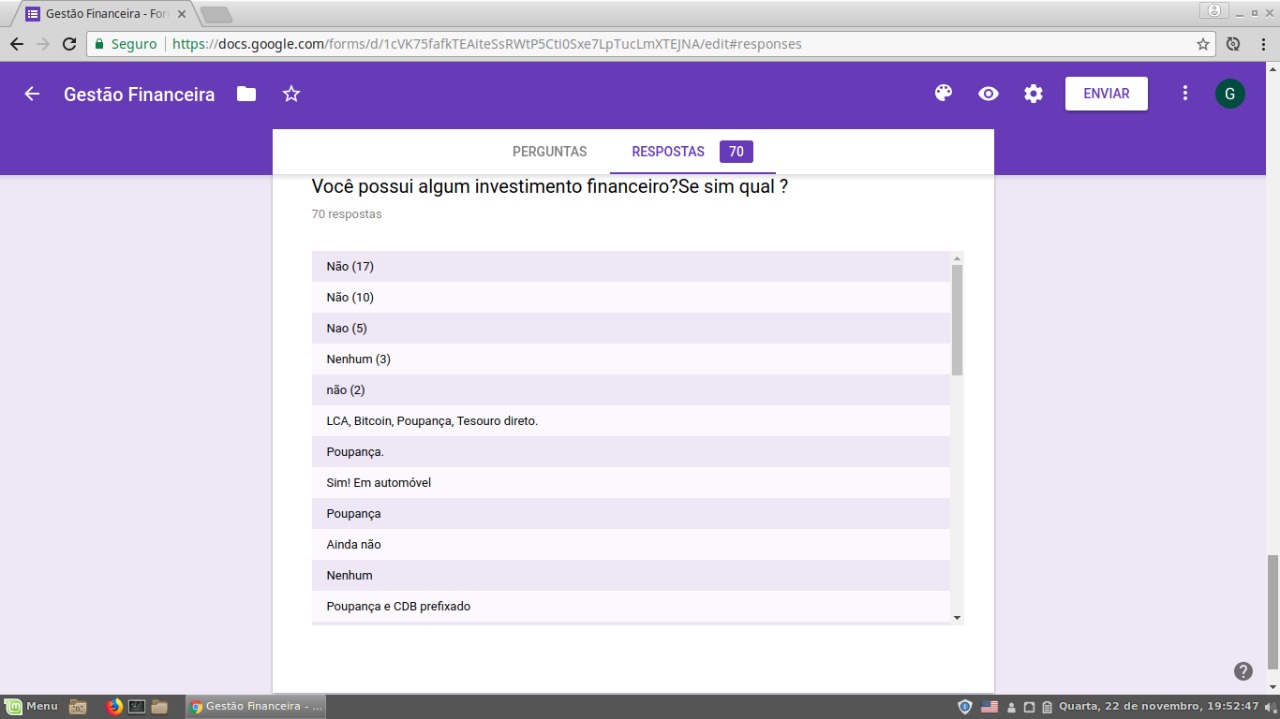 Gestão Financeira - For
Seguro
https://docs.google.com/forms/d/1cVK75fafkTEAiteSsRWtP5Cti0Sxe7LpTucLmXTEJNA/edit#responses
Gestão Financeira
ENVIAR
G
PERGUNTAS
RESPOSTAS
70
Você possui algum investimento financeiro?Se sim qual ?
70 respostas
Não (17)
Não (10)
Nao (5)
Nenhum (3)
não (2)
LCA, Bitcoin, Poupança, Tesouro direto.
Poupança.
Sim! Em automóvel
Poupança
Ainda não
Nenhum
Poupança e CDB prefixado
Menu
Gestão Financeira - ...
Quarta, 22 de novembro, 19:52:47